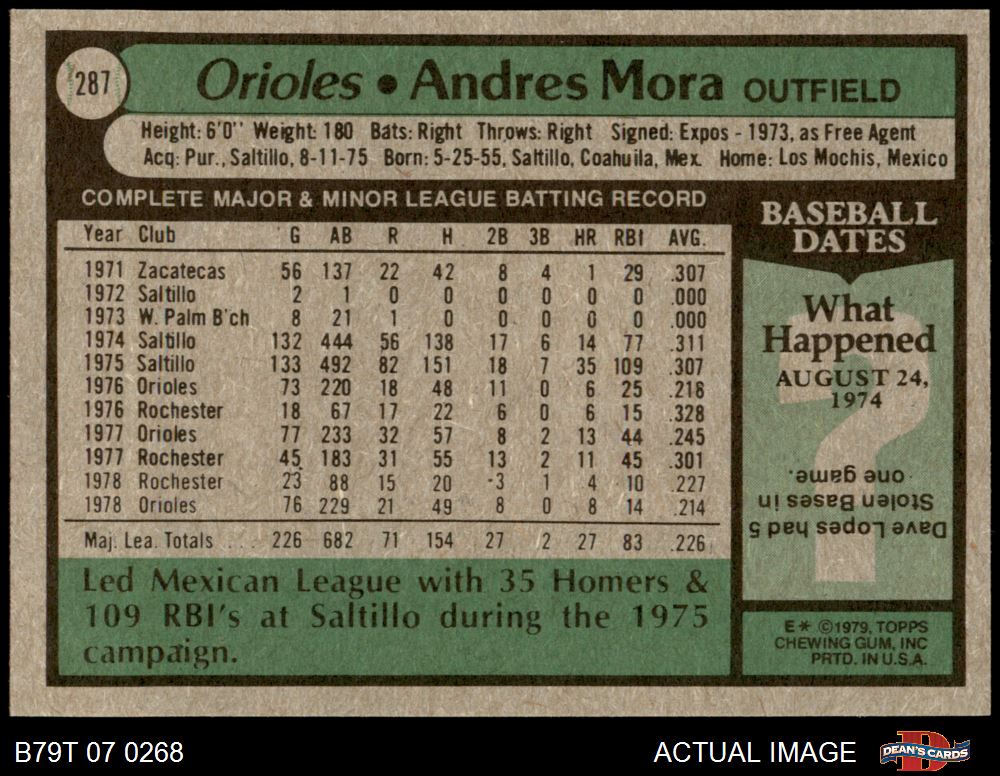 287
Orioles • Andres Mora OUTFIELD
Height: 6'0'' Weight: 180 Bats: Right Throws: Right Signed: Expos - 1973, as Free Agent
Acq: Pur., Saltillo, 8-11-75 Born: 5-25-55, Saltillo, Coahuila, Mex. Home: Los Mochis, Mexico
COMPLETE MAJOR & MINOR LEAGUE BATTING RECORD
Year Club G AB R H 2B 3B HR RBI AVG.
1971 Zacatecas 56 137 22 42 8 4 1 29 .307
1972 Saltillo 2 1 0 0 0 0 0 0 .000
1973 W. Palm B'ch 8 21 1 0 0 0 0 0 .000
1974 Saltillo 132 444 56 138 17 6 14 77 .311
1975 Saltillo 133 492 82 151 18 7 35 109 .307
1976 Orioles 73 220 18 48 11 0 6 25 .218
1976 Rochester 18 67 17 22 6 0 6 15 .328
1977 Orioles 77 233 32 57 8 2 13 44 .245
1977 Rochester 45 183 31 55 13 2 11 45 .301
1978 Rochester 23 88 15 20 3 1 4 10 .227
1978 Orioles 76 229 21 49 8 0 8 14 .214
Maj. Lea. Totals . . . 226 682 71 154 27 2 27 83 .226
Led Mexican League with 35 Homers &
109 RBI's at Saltillo during the 1975
campaign.
BASEBALL
DATES
What
Happened
AUGUST 24,
1974
?
Dave Lopes had 5
Stolen Bases in
one game.
E* ©1979, TOPPS
CHEWING GUM, INC
PRTD. IN U.S.A.
B79T 07 0268
ACTUAL IMAGE
D
DEAN'S CARDS